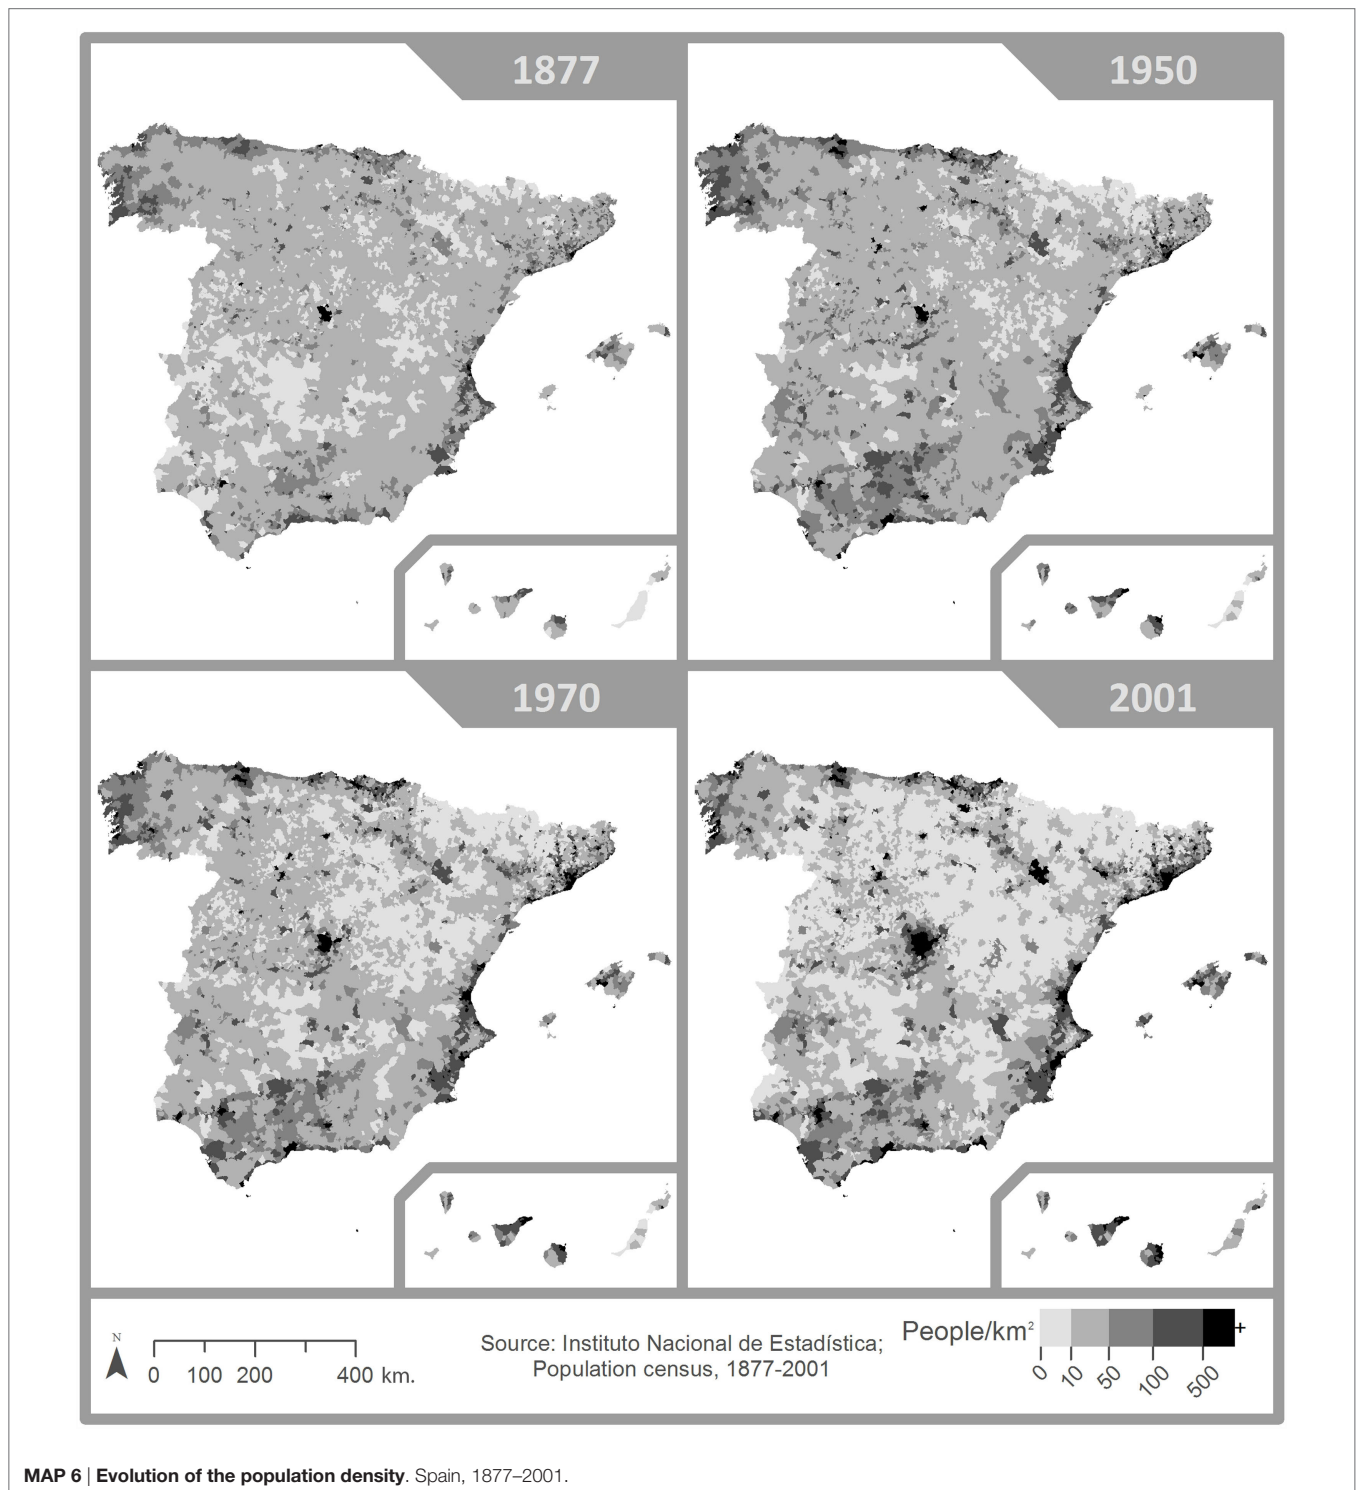 1877
1950
1970
2001
N
0 100 200 400 km.
Source: Instituto Nacional de Estadística;
Population census, 1877-2001
People/km²
+
0 10 50 100 500
MAP 6 | Evolution of the population density. Spain, 1877–2001.